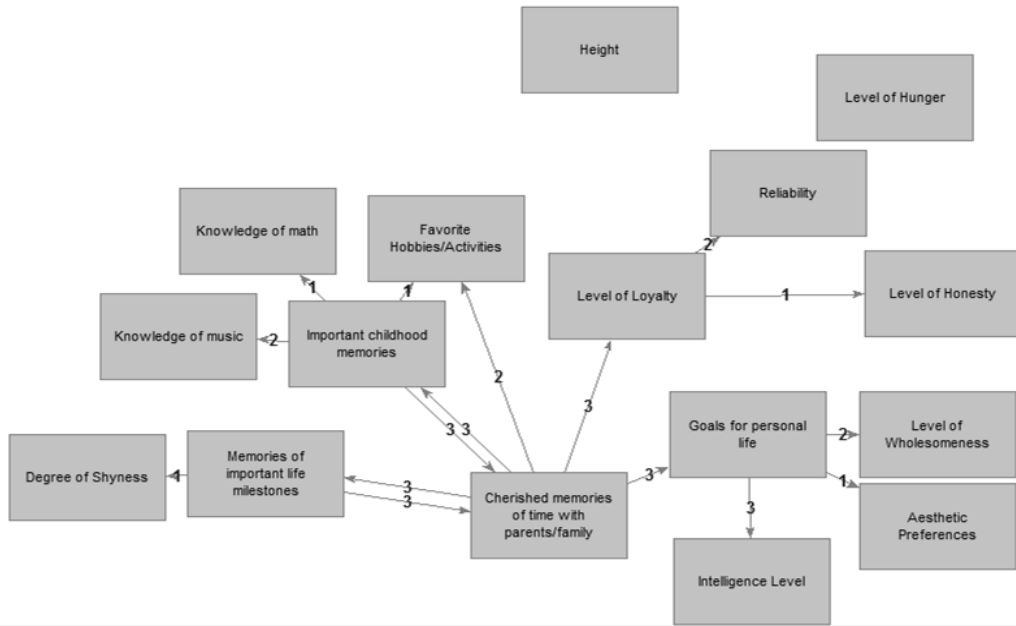 Height
Level of Hunger
Reliability
Knowledge of math
Favorite
Hobbies/Activities
1
1
2
Level of Loyalty
1
Level of Honesty
Knowledge of music
2
Important childhood
memories
2
3
3
3
Goals for personal
life
2
Level of
Wholesomeness
Degree of Shyness
1
Memories of
important life
milestones
3
3
Cherished memories
of time with
parents/family
3
3
1
Aesthetic
Preferences
Intelligence Level